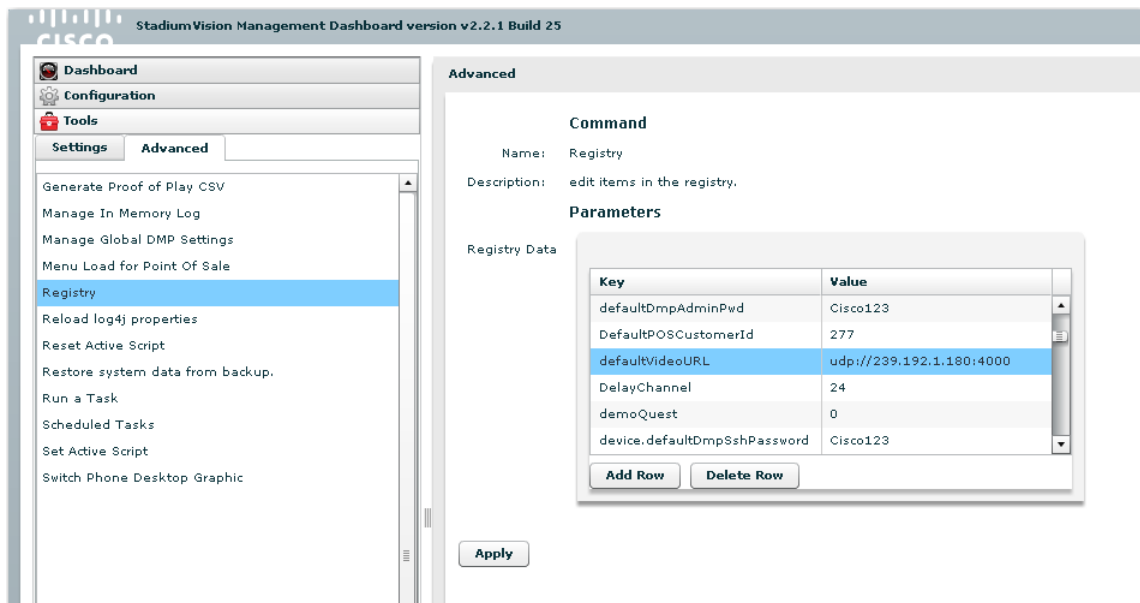 CISCO
StadiumVision Management Dashboard version v2.2.1 Build 25
Dashboard
Configuration
Tools
Settings
Advanced
Generate Proof of Play CSV
Manage In Memory Log
Manage Global DMP Settings
Menu Load for Point Of Sale
Registry
Reload log4j properties
Reset Active Script
Restore system data from backup.
Run a Task
Scheduled Tasks
Set Active Script
Switch Phone Desktop Graphic
Advanced
Command
Name: Registry
Description: edit items in the registry.
Parameters
Registry Data
Key Value
defaultDmpAdminPwd Cisco123
DefaultPOSCustomerId 277
defaultVideoURL udp://239.192.1.180:4000
DelayChannel 24
demoQuest 0
device.defaultDmpSshPassword Cisco123
Add Row Delete Row
Apply